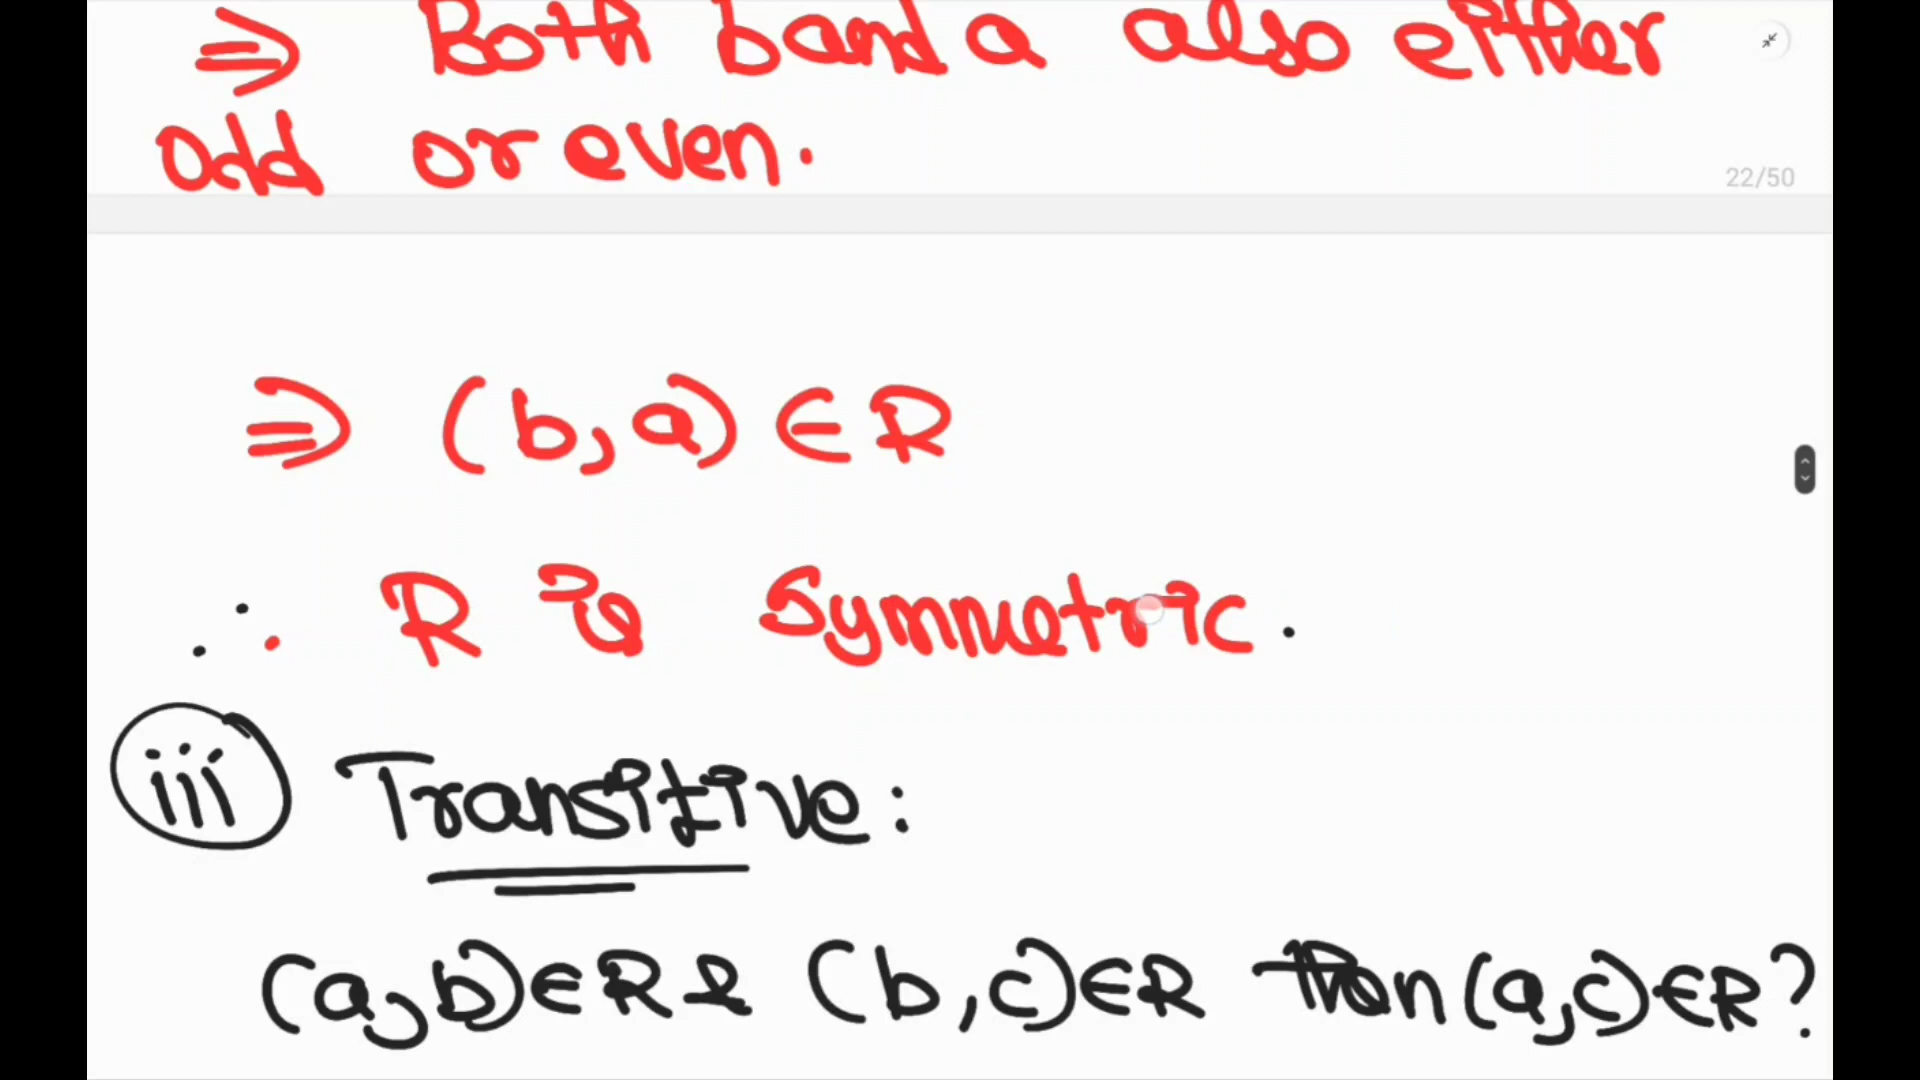 ⇒ Both b and a also either
odd or even.
22/50
⇒ (b,a) ∈ R
∴ R is Symmetric.
iii Transitive:
(a,b) ∈ R & (b,c) ∈ R then (a,c) ∈ R?